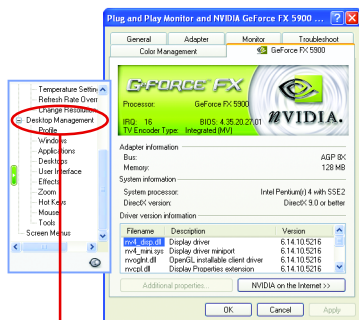 Plug and Play Monitor and NVIDIA GeForce FX 5900 ...
General
Adapter
Monitor
Troubleshoot
Color Management
GeForce FX 5900
GEFORCE FX
Processor: GeForce FX 5900
IRQ: 16
BIOS: 4.35.20.27.01
TV Encoder Type: Integrated (MV)
NVIDIA.
Adapter information
Bus: AGP 8X
Memory: 128 MB
System information
System processor: Intel Pentium(r) 4 with SSE2
DirectX version: DirectX 9.0 or better
Driver version information
Filename Description Version
nv4_disp.dll Display driver 6.14.10.5216
nv4_mini.sys Display driver miniport 6.14.10.5216
nvoglnt.dll OpenGL installable client driver 6.14.10.5216
nvcpl.dll Display Properties extension 6.14.10.5216
Additional properties...
NVIDIA on the Internet >>
OK
Cancel
Apply
Temperature Settin
Refresh Rate Overr
Change Resolution
Desktop Management
Profile
Windows
Applications
Desktops
User Interface
Effects
Zoom
Hot Keys
Mouse
Tools
Screen Menus